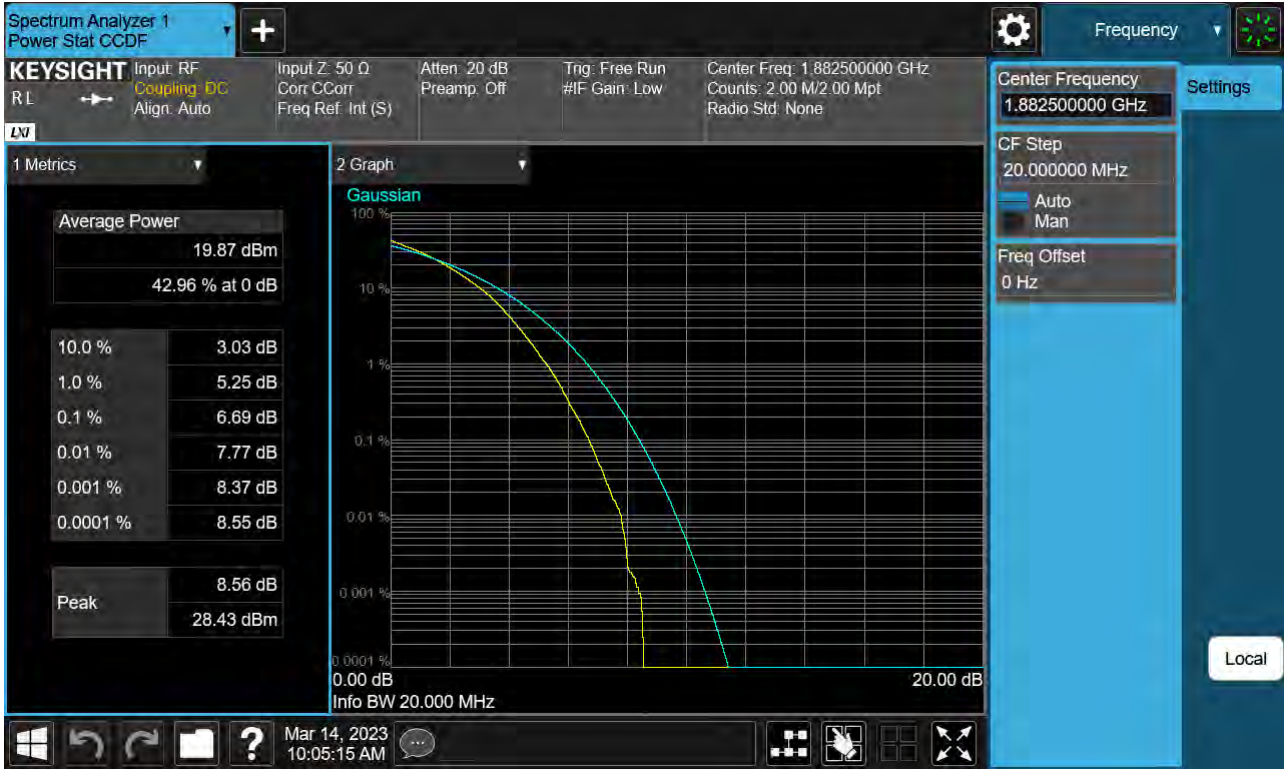 Spectrum Analyzer 1
Power Stat CCDF
Frequency
KEYSIGHT
R L
LXI
Input: RF
Coupling: DC
Align: Auto
Input Z: 50 Ω
Corr CCorr
Freq Ref: Int (S)
Atten: 20 dB
Preamp: Off
Trig: Free Run
#IF Gain: Low
Center Freq: 1.882500000 GHz
Counts: 2.00 M/2.00 Mpt
Radio Std: None
Center Frequency
1.882500000 GHz
CF Step
20.000000 MHz
Auto
Man
Freq Offset
0 Hz
Settings
Local
1 Metrics
Average Power
19.87 dBm
42.96 % at 0 dB
10.0 % 3.03 dB
1.0 % 5.25 dB
0.1 % 6.69 dB
0.01 % 7.77 dB
0.001 % 8.37 dB
0.0001 % 8.55 dB
Peak
8.56 dB
28.43 dBm
2 Graph
Gaussian
100 %
10 %
1 %
0.1 %
0.01 %
0.001 %
0.0001 %
0.00 dB 20.00 dB
Info BW 20.000 MHz
?
Mar 14, 2023
10:05:15 AM